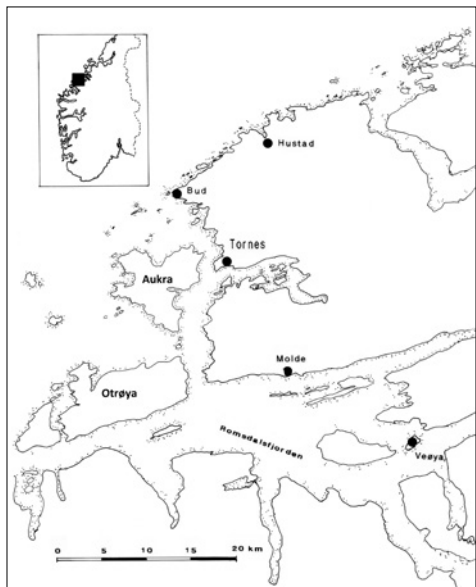 Hustad
Bud
Tornes
Aukra
Molde
Otrøya
Romsdalsfjorden
Veøya
0 5 10 15 20 km